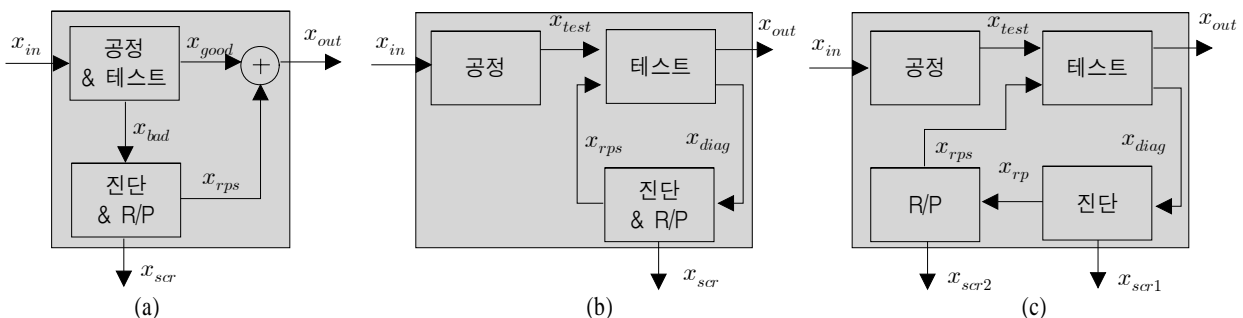 x_in
공정
& 테스트
x_good
+
x_out
x_bad
진단
& R/P
x_rps
x_scr
(a)
x_in
공정
x_test
테스트
x_out
x_rps
x_diag
진단
& R/P
x_scr
(b)
x_in
공정
x_test
테스트
x_out
x_rps
x_rp
x_diag
R/P
진단
x_scr2
x_scr1
(c)